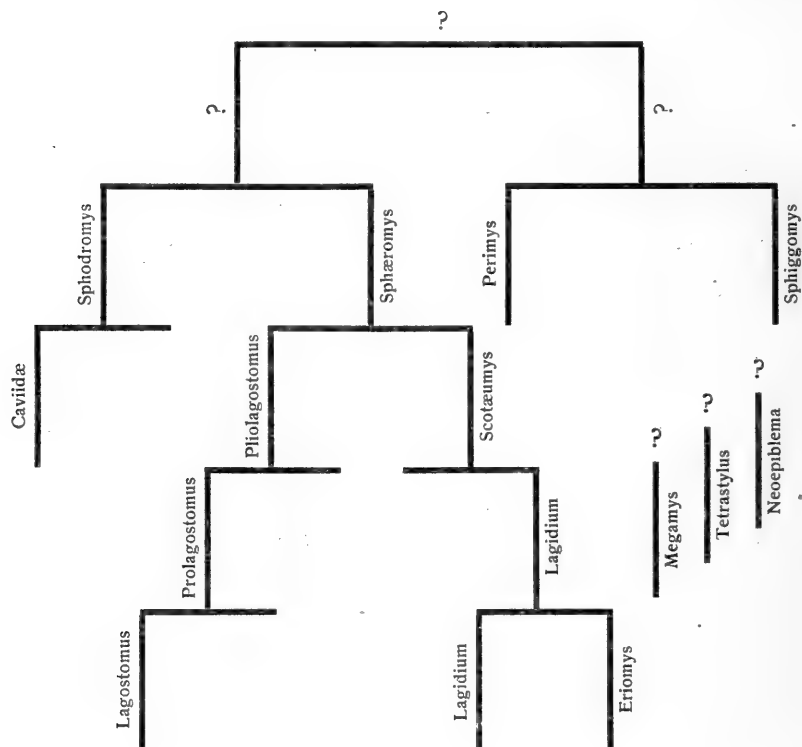 ?
?
?
Sphodromys
Sphæromys
Perimys
Sphiggomys
Caviidæ
Pliolagostomus
Scotæumys
Prolagostomus
Lagidium
Megamys ?
Tetrastylus ?
Neoepiblema ?
Lagostomus
Lagidium
Eriomys